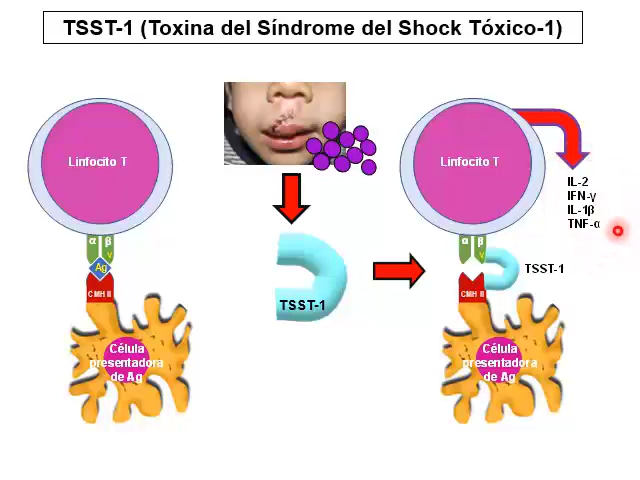 TSST-1 (Toxina del Síndrome del Shock Tóxico-1)
Linfocito T
α β
V
Ag
CMH II
Célula
presentadora
de Ag
TSST-1
Linfocito T
IL-2
IFN-γ
IL-1β
TNF-α
α β
V
TSST-1
CMH II
Célula
presentadora
de Ag